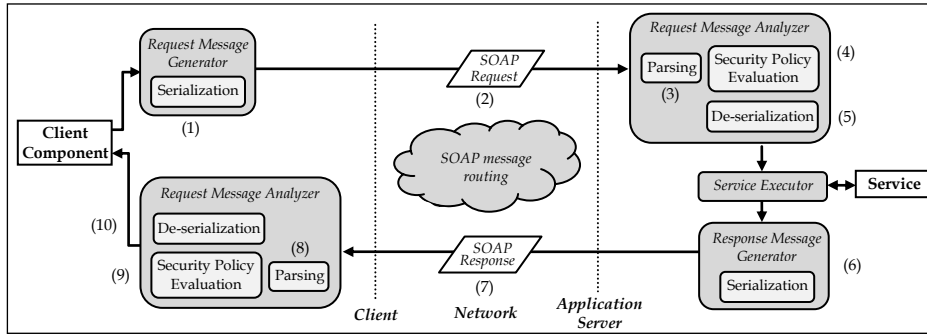 Request Message
Generator
Serialization
(1)
SOAP
Request
(2)
Request Message Analyzer
Parsing
(3)
Security Policy
Evaluation
(4)
De-serialization
(5)
Client
Component
SOAP message
routing
Service Executor
Service
Request Message Analyzer
De-serialization
(10)
Security Policy
Evaluation
(9)
(8)
Parsing
SOAP
Response
(7)
Response Message
Generator
Serialization
(6)
Client
Network
Application
Server